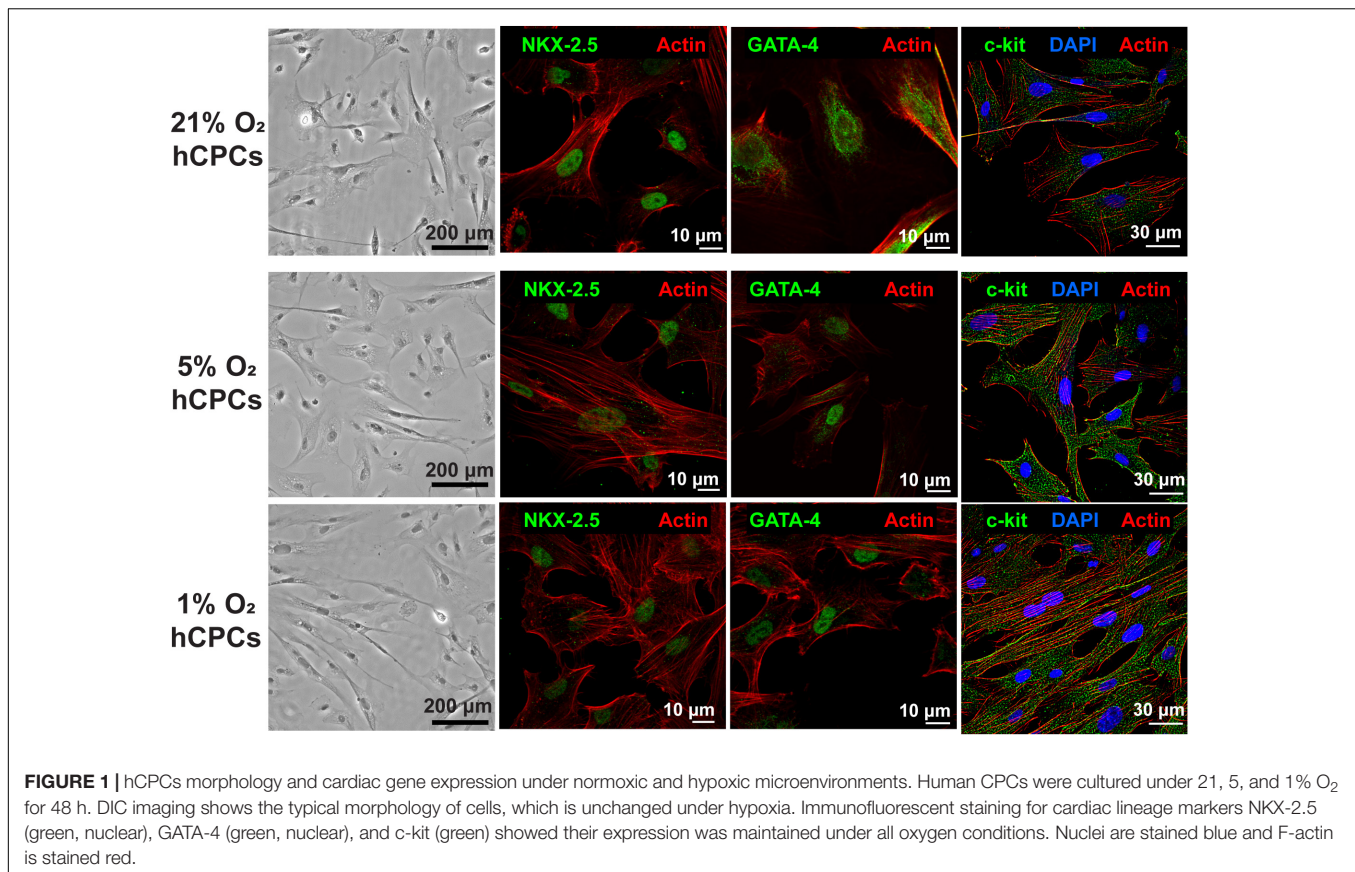 NKX-2.5 Actin GATA-4 Actin c-kit DAPI Actin
21% O₂
hCPCs
200 µm 10 µm 10 µm 30 µm
NKX-2.5 Actin GATA-4 Actin c-kit DAPI Actin
5% O₂
hCPCs
200 µm 10 µm 10 µm 30 µm
NKX-2.5 Actin GATA-4 Actin c-kit DAPI Actin
1% O₂
hCPCs
200 µm 10 µm 10 µm 30 µm
FIGURE 1 | hCPCs morphology and cardiac gene expression under normoxic and hypoxic microenvironments. Human CPCs were cultured under 21, 5, and 1% O₂
for 48 h. DIC imaging shows the typical morphology of cells, which is unchanged under hypoxia. Immunofluorescent staining for cardiac lineage markers NKX-2.5
(green, nuclear), GATA-4 (green, nuclear), and c-kit (green) showed their expression was maintained under all oxygen conditions. Nuclei are stained blue and F-actin
is stained red.